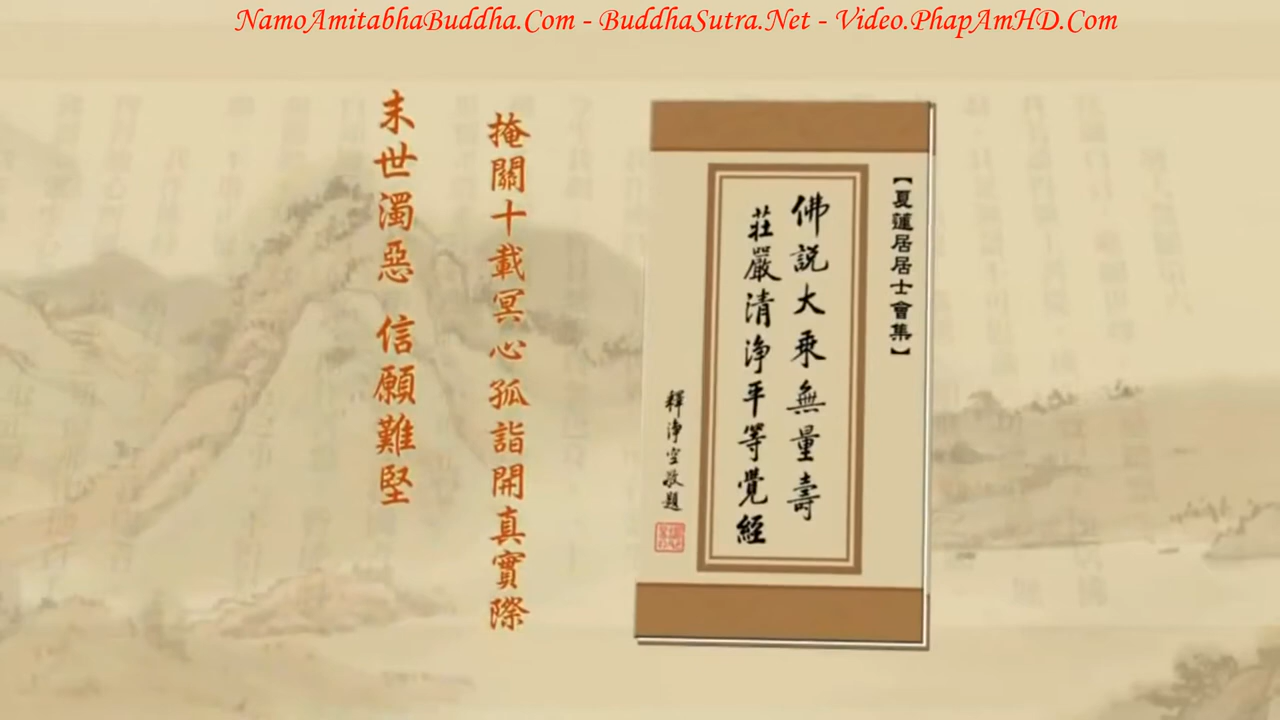 NamoAmitabhaBuddha.Com - BuddhaSutra.Net - Video.PhapAmHD.Com
【夏蓮居居士會集】
佛說大乘無量壽
莊嚴清淨平等覺經
釋淨空敬題
掩關十載冥心孤詣開真實際
末世濁惡 信願難堅